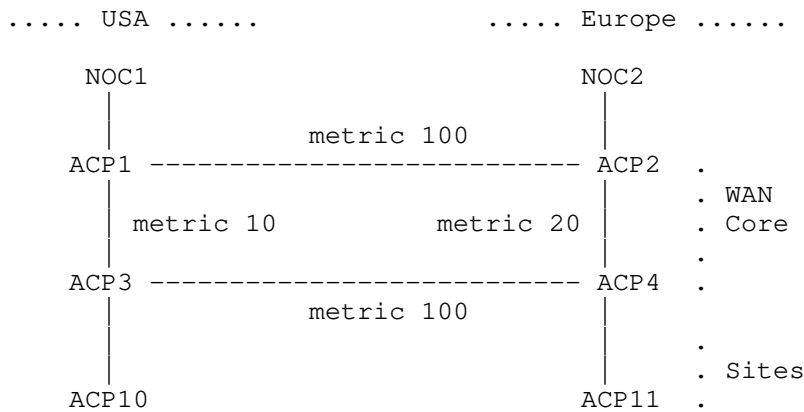 ..... USA ...... ..... Europe ......
NOC1 NOC2
metric 100
ACP1 --------------------------- ACP2 .
. WAN
metric 10 metric 20 . Core
.
ACP3 --------------------------- ACP4 .
metric 100
.
. Sites
ACP10 ACP11 .